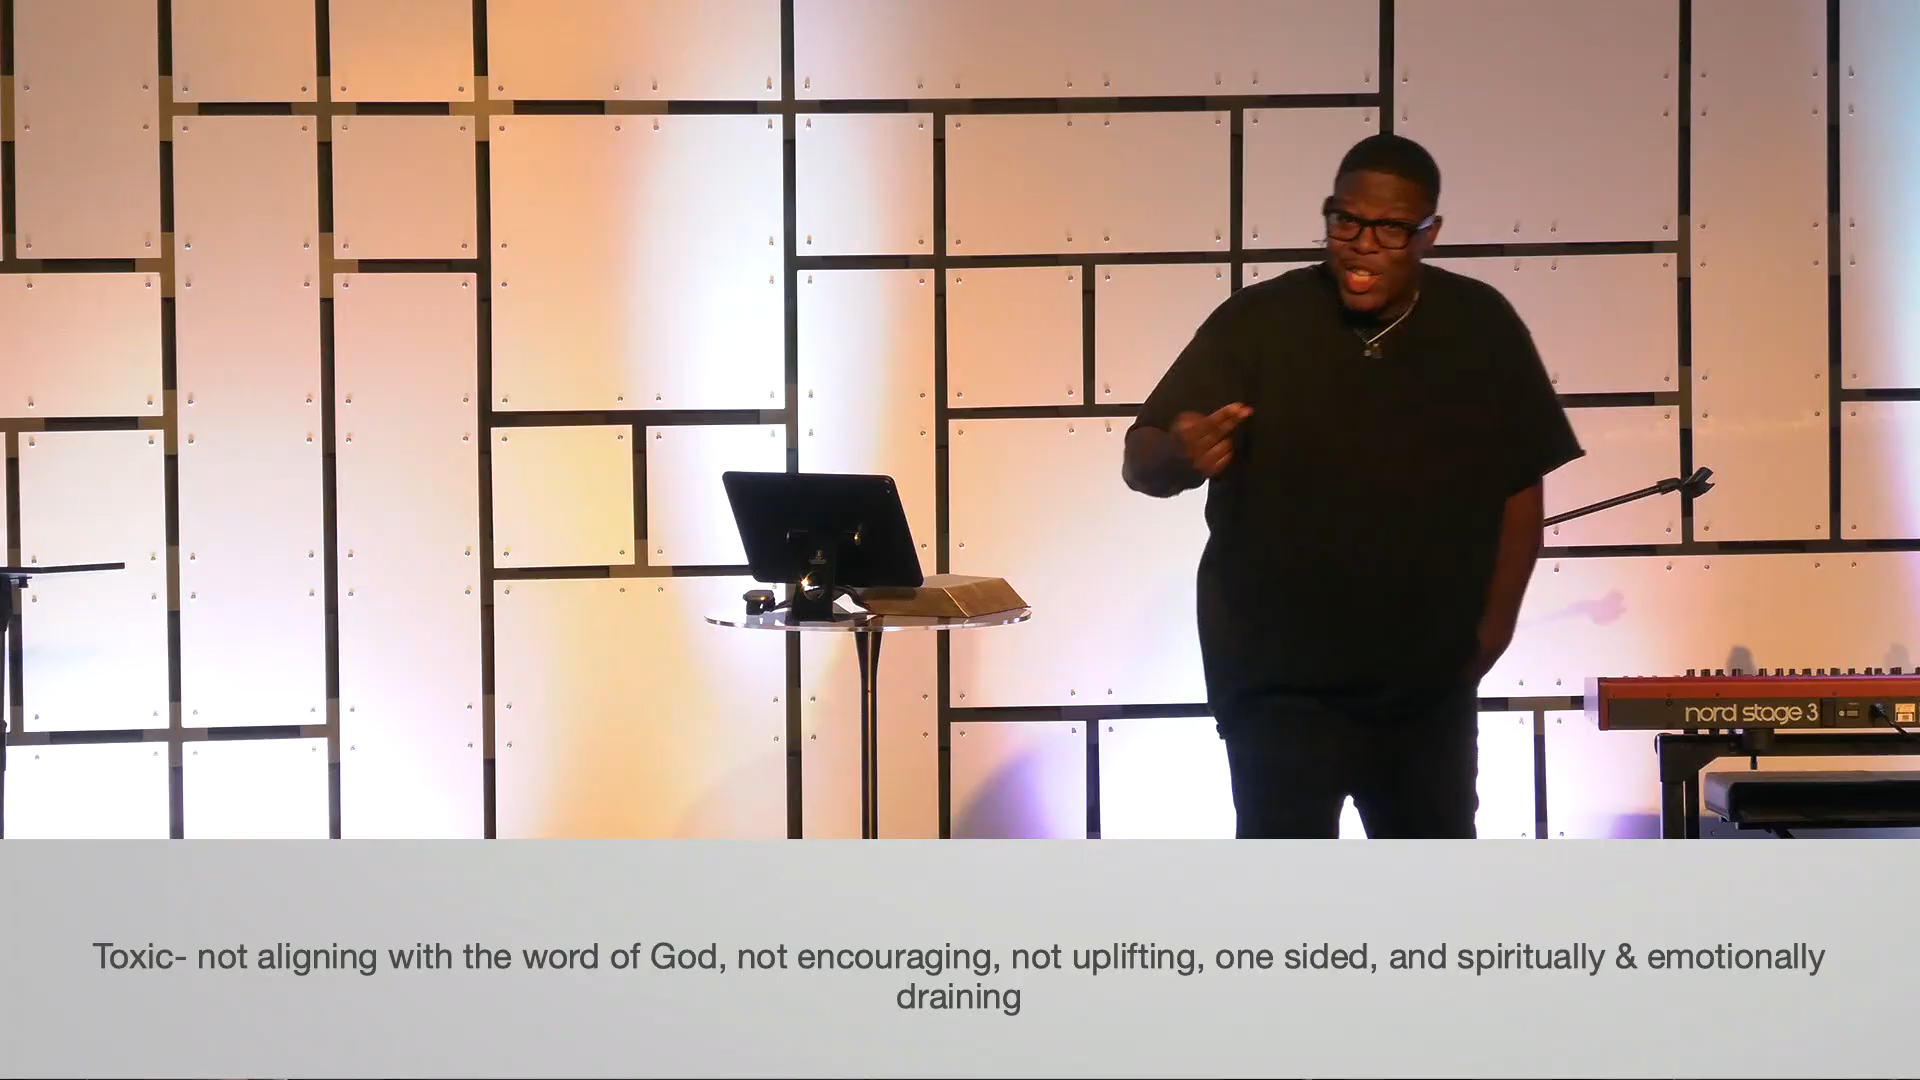 nord stage 3
Toxic- not aligning with the word of God, not encouraging, not uplifting, one sided, and spiritually & emotionally
draining